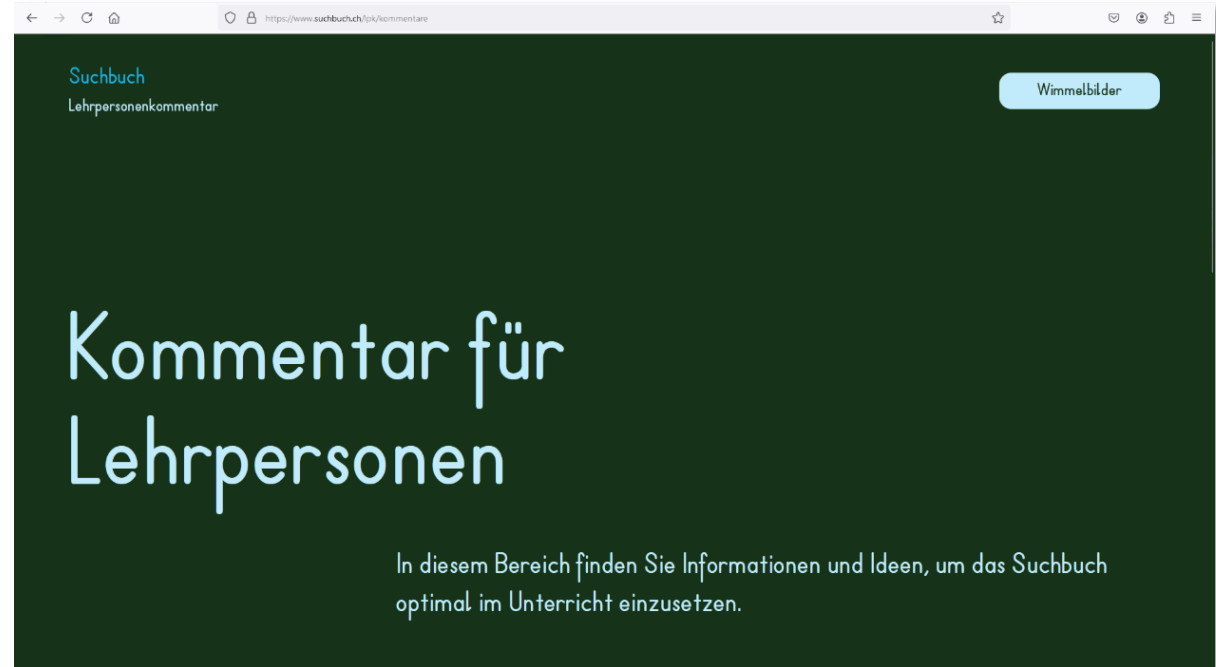 https://www.suchbuch.ch/lpk/kommentare
Suchbuch
Lehrpersonenkommentar
Wimmelbilder
Kommentar für
Lehrpersonen
In diesem Bereich finden Sie Informationen und Ideen, um das Suchbuch
optimal im Unterricht einzusetzen.